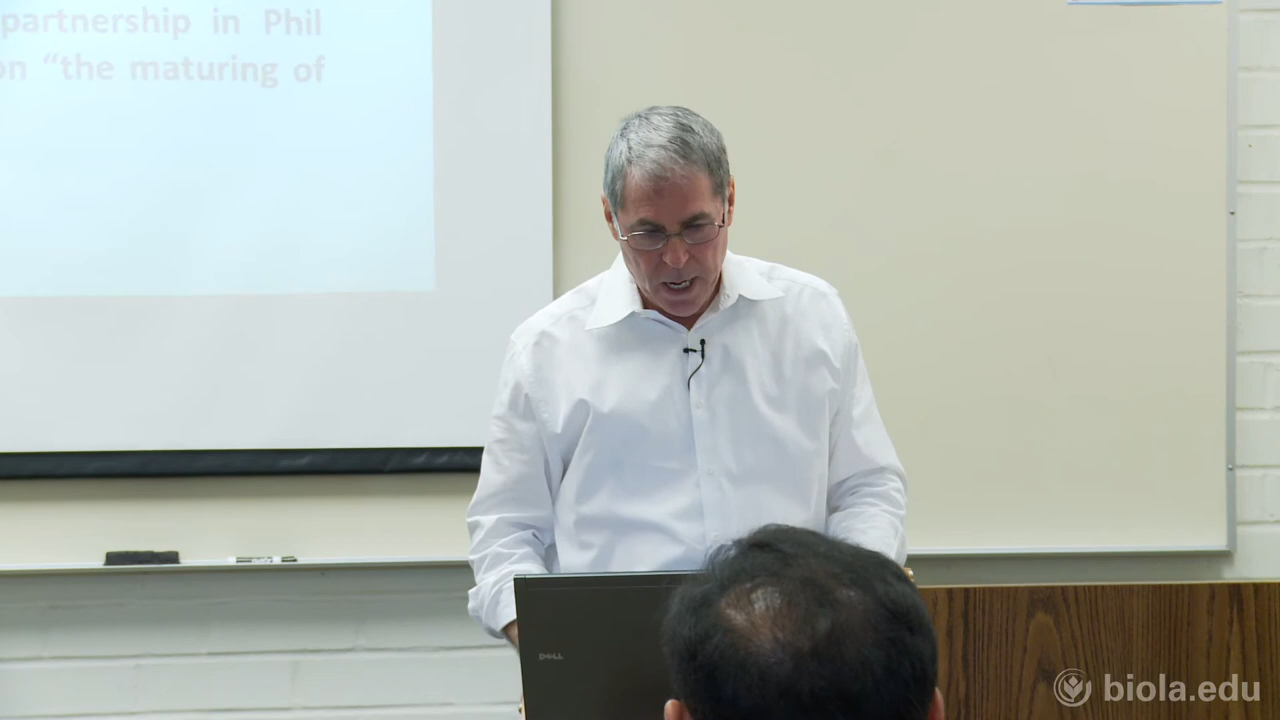 partnership in Phil
on “the maturing of
DELL
biola.edu